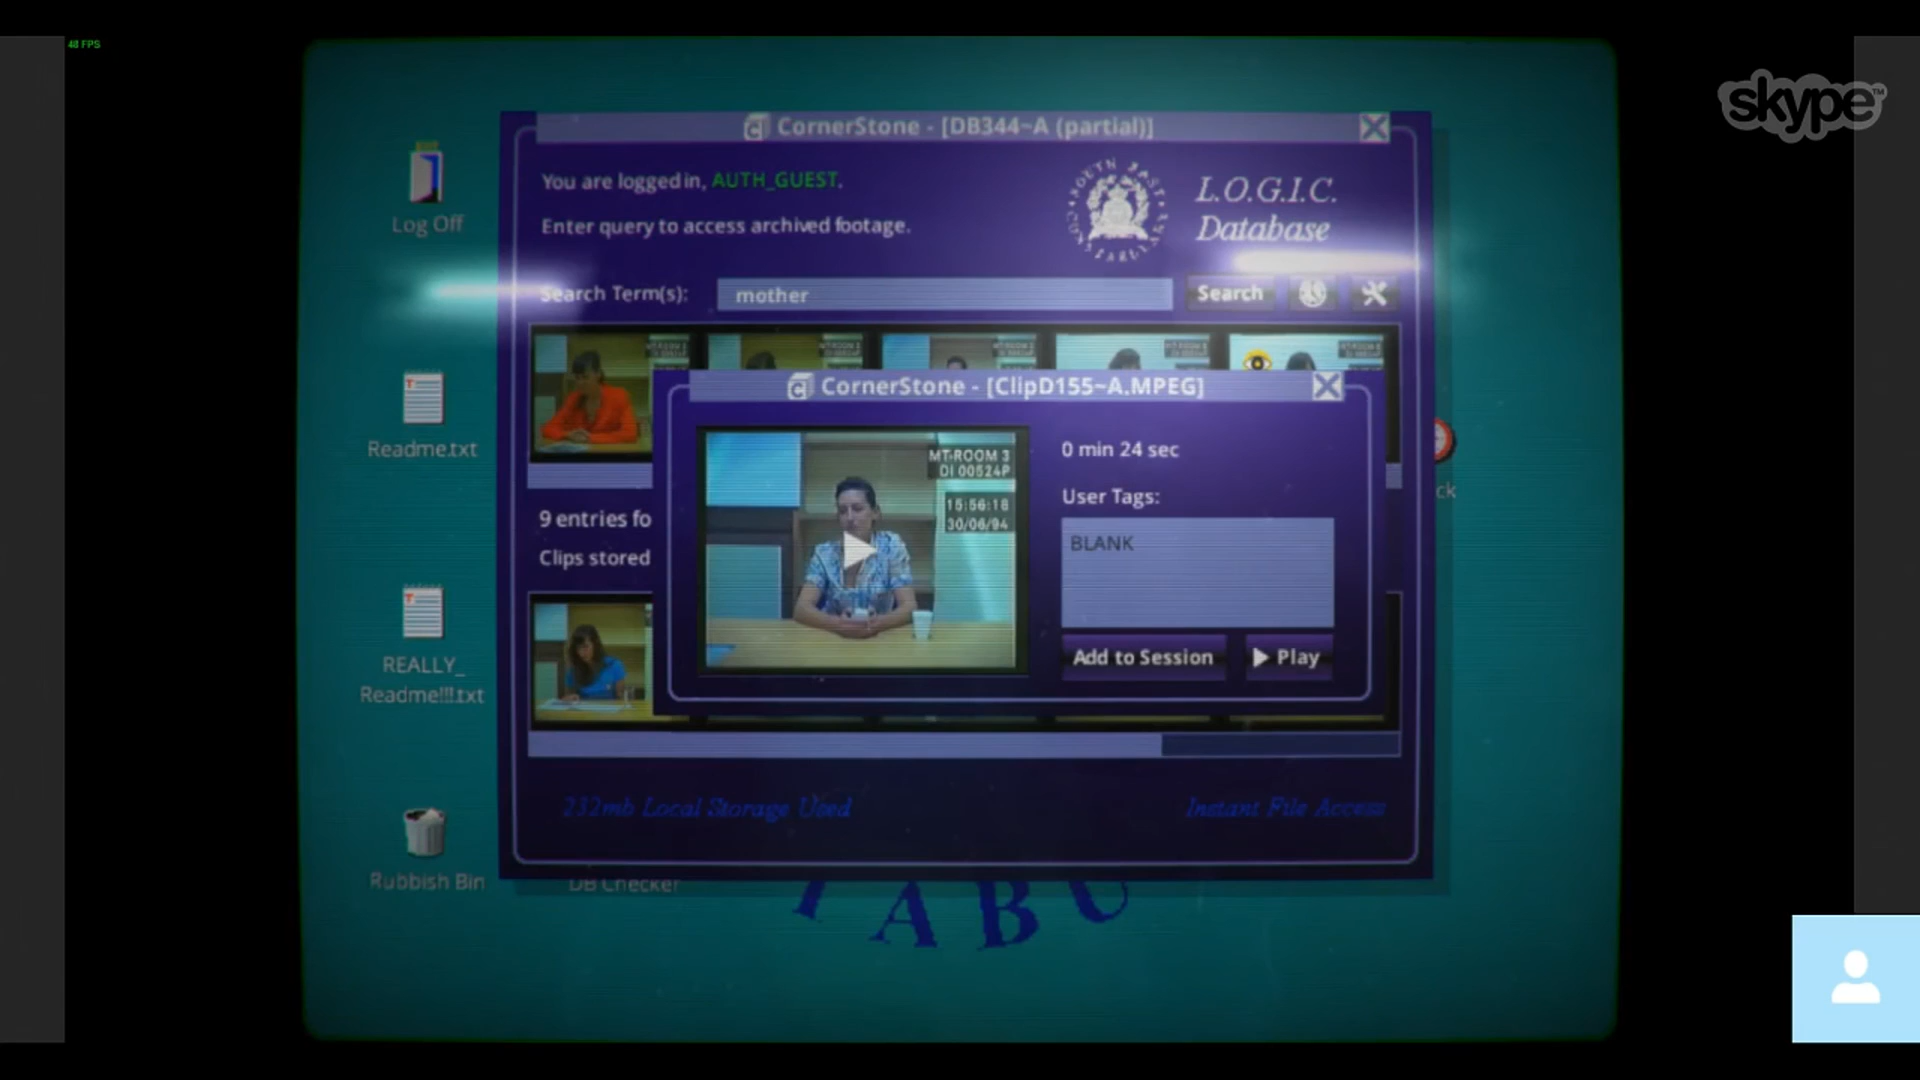 48 FPS
skype™
CornerStone - [DB344~A (partial)]
You are logged in, AUTH_GUEST.
Enter query to access archived footage.
L.O.G.I.C.
Database
Log Off
Search Term(s):
mother
Search
CornerStone - [ClipD155~A.MPEG]
MT-ROOM 3
DI 00524P
15:56:18
30/06/94
0 min 24 sec
User Tags:
BLANK
Add to Session
Play
Readme.txt
ck
9 entries fo
Clips stored
REALLY_
Readme!!!.txt
232mb Local Storage Used
Instant File Access
Rubbish Bin
DB Checker
TABU